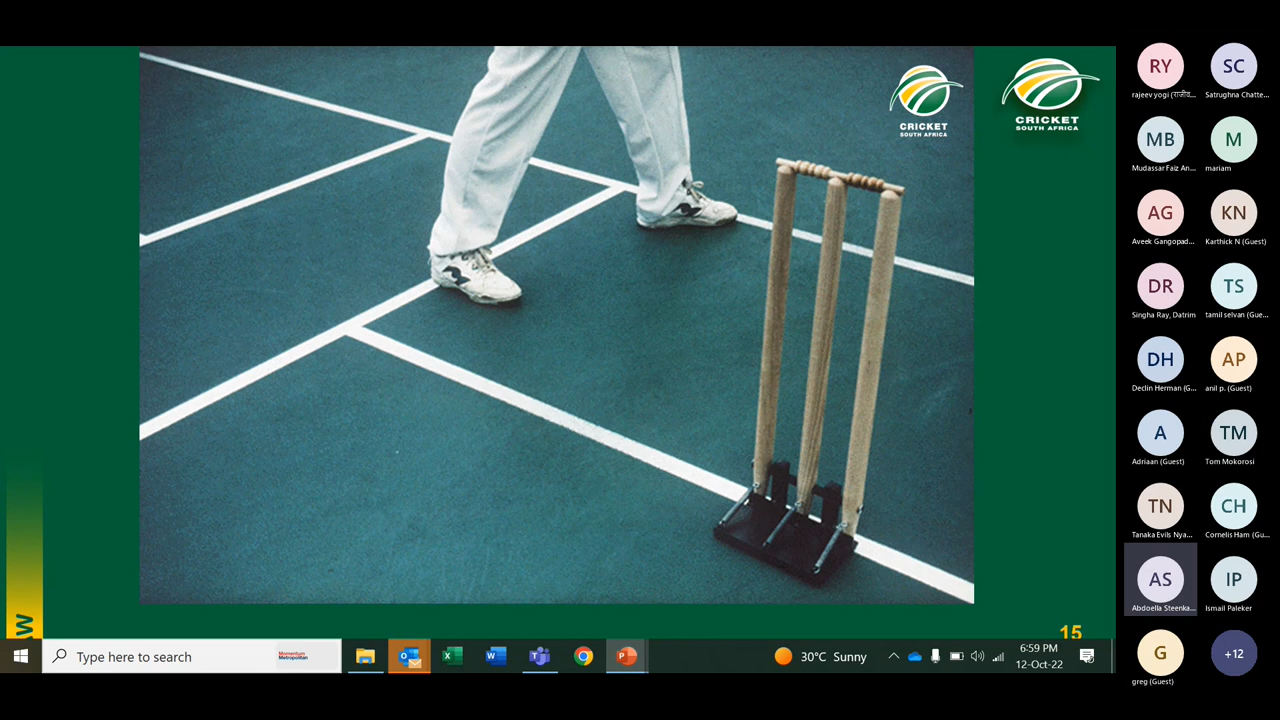 CRICKET
SOUTH AFRICA
CRICKET
SOUTH AFRICA
15
Type here to search
Momentum
Metropolitan
30°C Sunny
6:59 PM
12-Oct-22
RY
SC
Satrughna Chatte...
MB
M
Mudassar Faiz An...
mariam
AG
KN
Aveek Gangopad...
Karthick N (Guest)
DR
TS
Singha Ray, Datrim
tamil selvan (Gue...
DH
AP
Declin Herman (G...
anil p. (Guest)
A
TM
Adriaan (Guest)
Tom Mokorosi
TN
CH
Tanaka Evils Nya...
Cornelis Ham (Gu...
AS
IP
Abdoella Steenka...
Ismail Paleker
G
+12
greg (Guest)